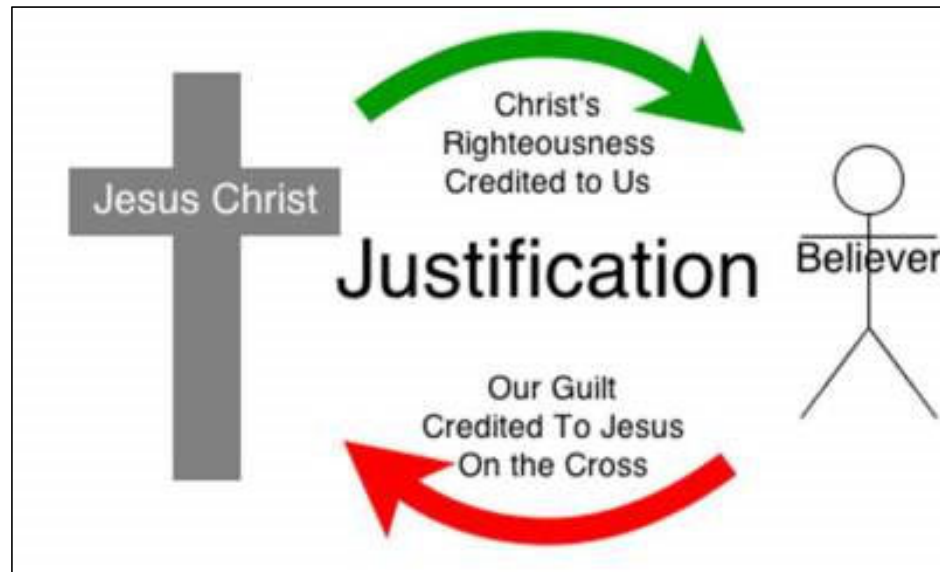 Christ's
Righteousness
Credited to Us
Jesus Christ
Justification
Believer
Our Guilt
Credited To Jesus
On the Cross